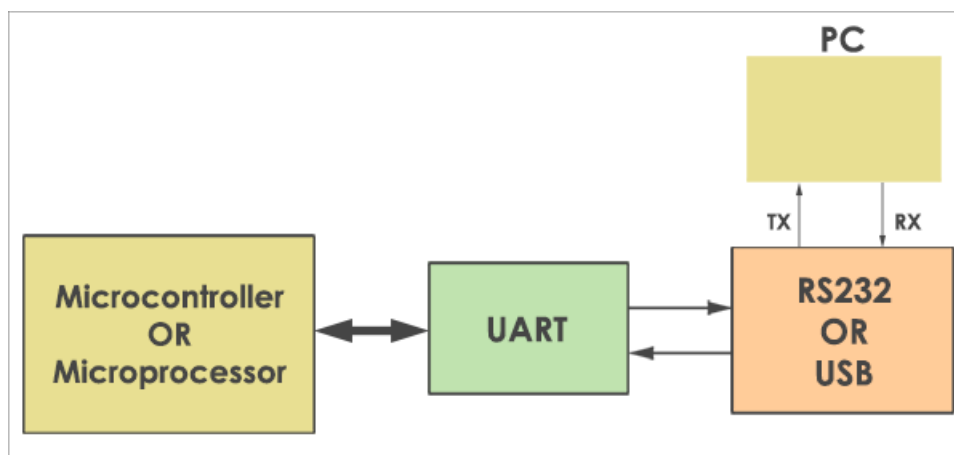 PC
TX
RX
Microcontroller
OR
Microprocessor
UART
RS232
OR
USB